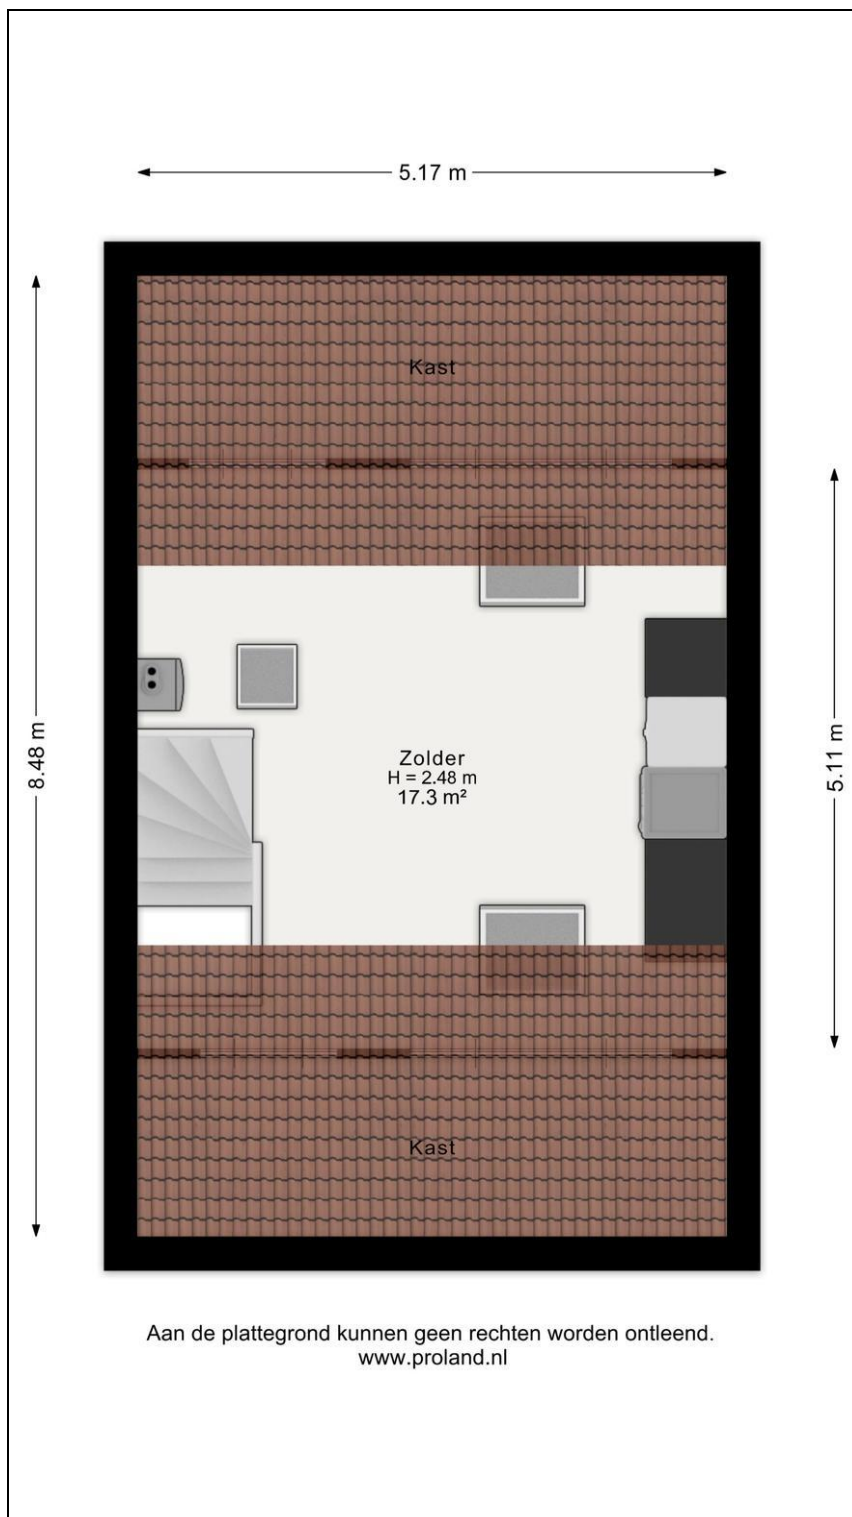 5.17 m
Kast
8.48 m
5.11 m
Zolder
H = 2.48 m
17.3 m²
Kast
Aan de plattegrond kunnen geen rechten worden ontleend.
www.proland.nl